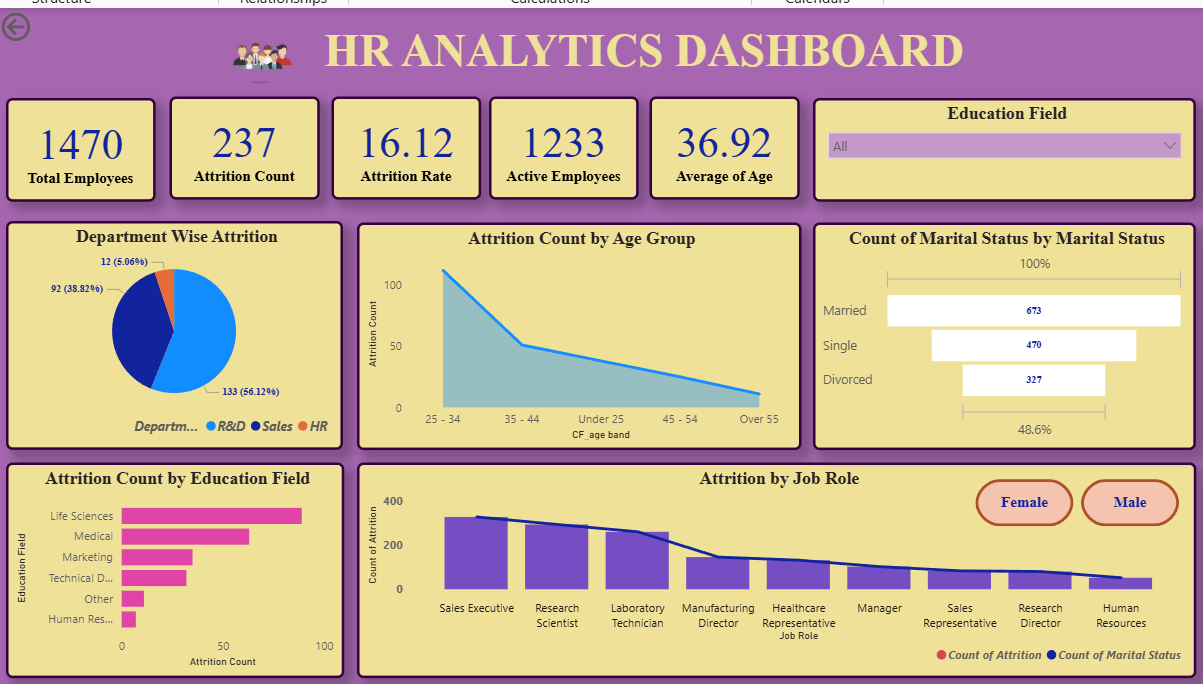 Structure Relationships Calculations Calendars
HR ANALYTICS DASHBOARD
1470
Total Employees
237
Attrition Count
16.12
Attrition Rate
1233
Active Employees
36.92
Average of Age
Education Field
All
Department Wise Attrition
12 (5.06%)
92 (38.82%)
133 (56.12%)
Departm... R&D Sales HR
Attrition Count by Age Group
Attrition Count
100
50
0
25 - 34 35 - 44 Under 25 45 - 54 Over 55
CF_age band
Count of Marital Status by Marital Status
100%
Married 673
Single 470
Divorced 327
48.6%
Attrition Count by Education Field
Education Field
Life Sciences
Medical
Marketing
Technical D...
Other
Human Res...
0 50 100
Attrition Count
Attrition by Job Role
Female Male
Count of Attrition
400
200
0
Sales Executive
Research
Scientist
Laboratory
Technician
Manufacturing
Director
Healthcare
Representative
Manager
Sales
Representative
Research
Director
Human
Resources
Job Role
Count of Attrition Count of Marital Status